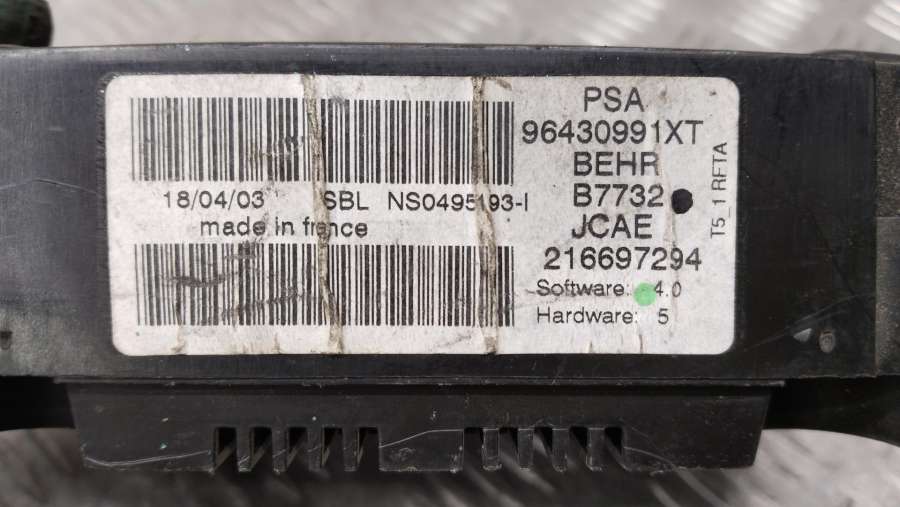 PSA
96430991XT
BEHR
B7732
JCAE
216697294
Software: 4.0
Hardware: 5
T5_1 RFTA
18/04/03 SBL NS0495193-I
made in france